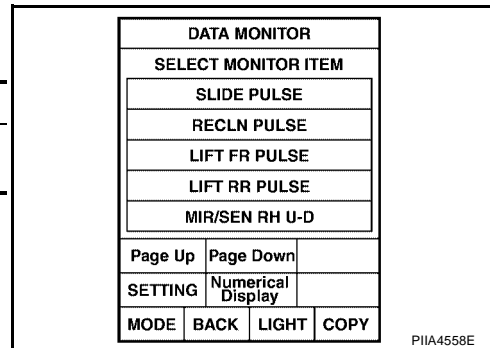 DATA MONITOR
SELECT MONITOR ITEM
SLIDE PULSE
RECLN PULSE
LIFT FR PULSE
LIFT RR PULSE
MIR/SEN RH U-D
Page Up Page Down
SETTING Numerical Display
MODE BACK LIGHT COPY
PIIA4558E